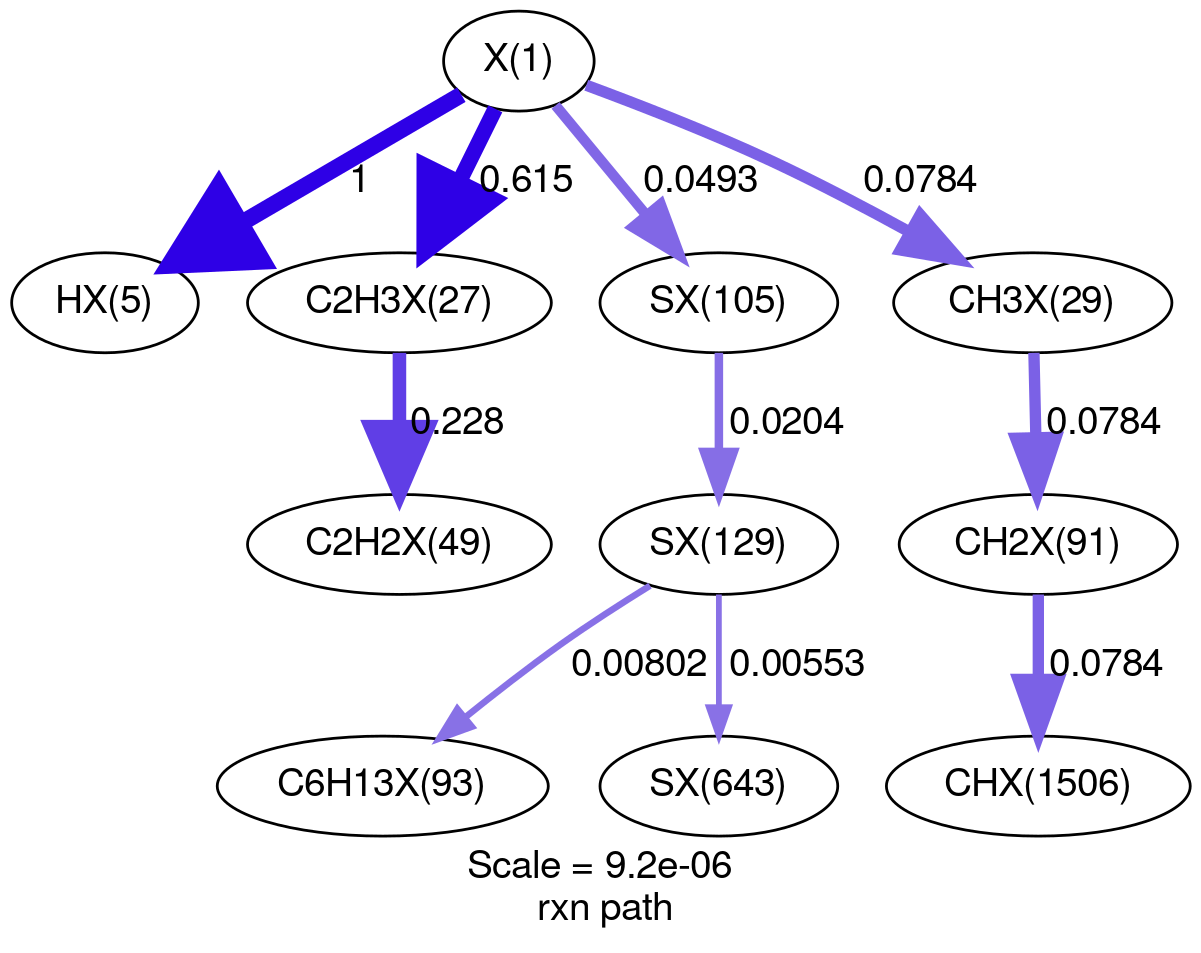 X(1)
1
0.615
0.0493
0.0784
HX(5)
C2H3X(27)
SX(105)
CH3X(29)
0.228
0.0204
0.0784
C2H2X(49)
SX(129)
CH2X(91)
0.00802
0.00553
0.0784
C6H13X(93)
SX(643)
CHX(1506)
Scale = 9.2e-06
rxn path